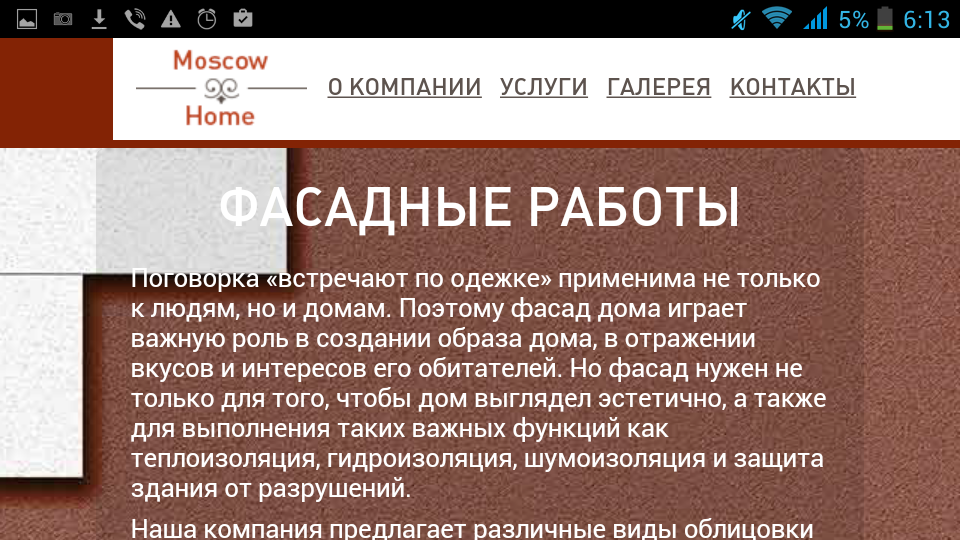 5% 6:13
Moscow
Home
О КОМПАНИИ УСЛУГИ ГАЛЕРЕЯ КОНТАКТЫ
ФАСАДНЫЕ РАБОТЫ
Поговорка «встречают по одежке» применима не только
к людям, но и домам. Поэтому фасад дома играет
важную роль в создании образа дома, в отражении
вкусов и интересов его обитателей. Но фасад нужен не
только для того, чтобы дом выглядел эстетично, а также
для выполнения таких важных функций как
теплоизоляция, гидроизоляция, шумоизоляция и защита
здания от разрушений.
Наша компания предлагает различные виды облицовки